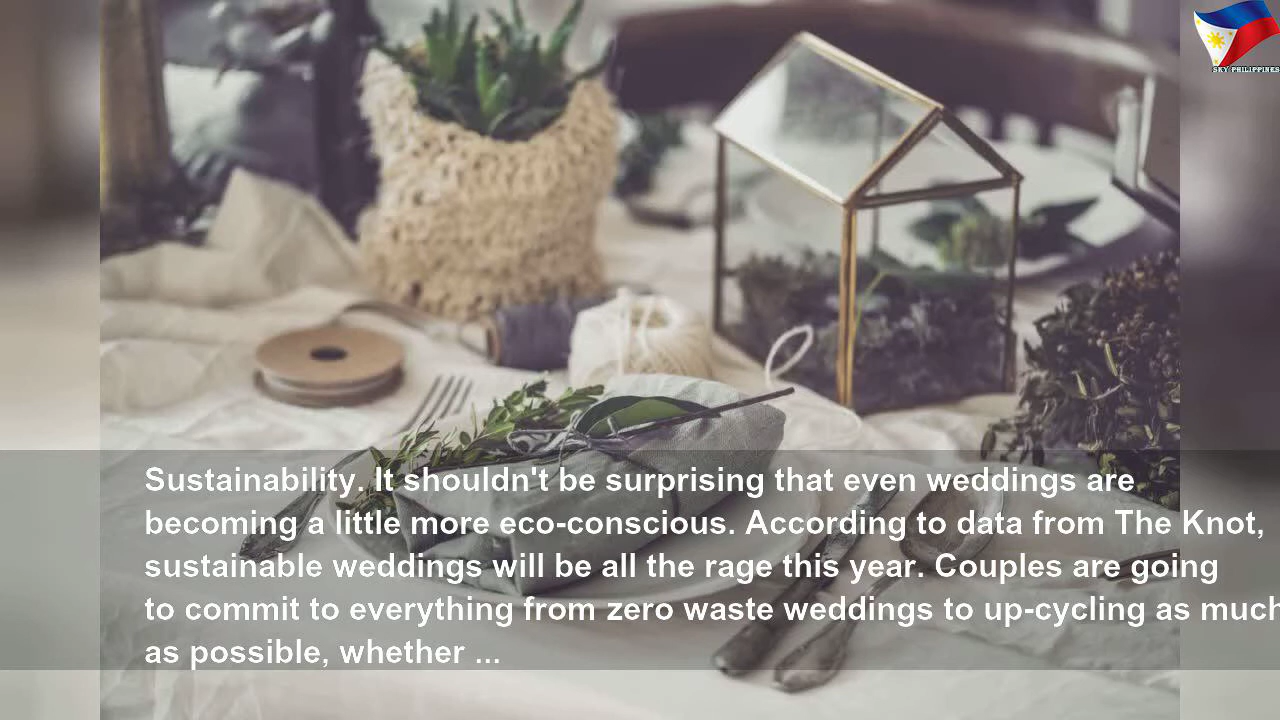 SKY PHILIPPINES
Sustainability. It shouldn't be surprising that even weddings are
becoming a little more eco-conscious. According to data from The Knot,
sustainable weddings will be all the rage this year. Couples are going
to commit to everything from zero waste weddings to up-cycling as much
as possible, whether ...